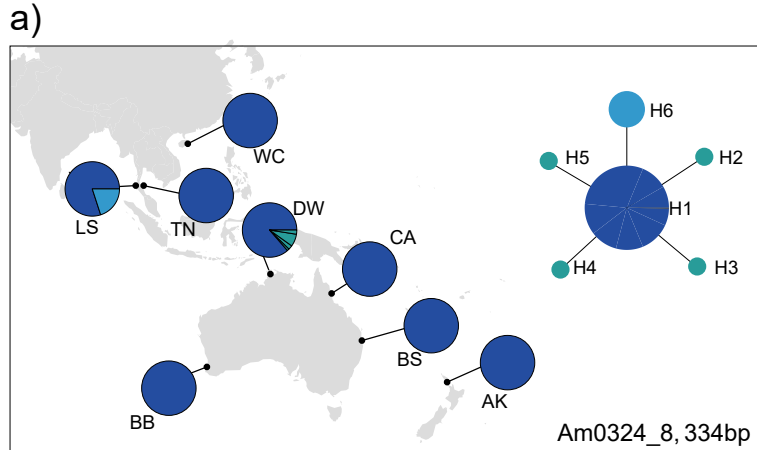 a)
H6
WC
H5
H2
LS
TN
DW
H1
CA
H4
H3
BS
BB
AK
Am0324_8, 334bp